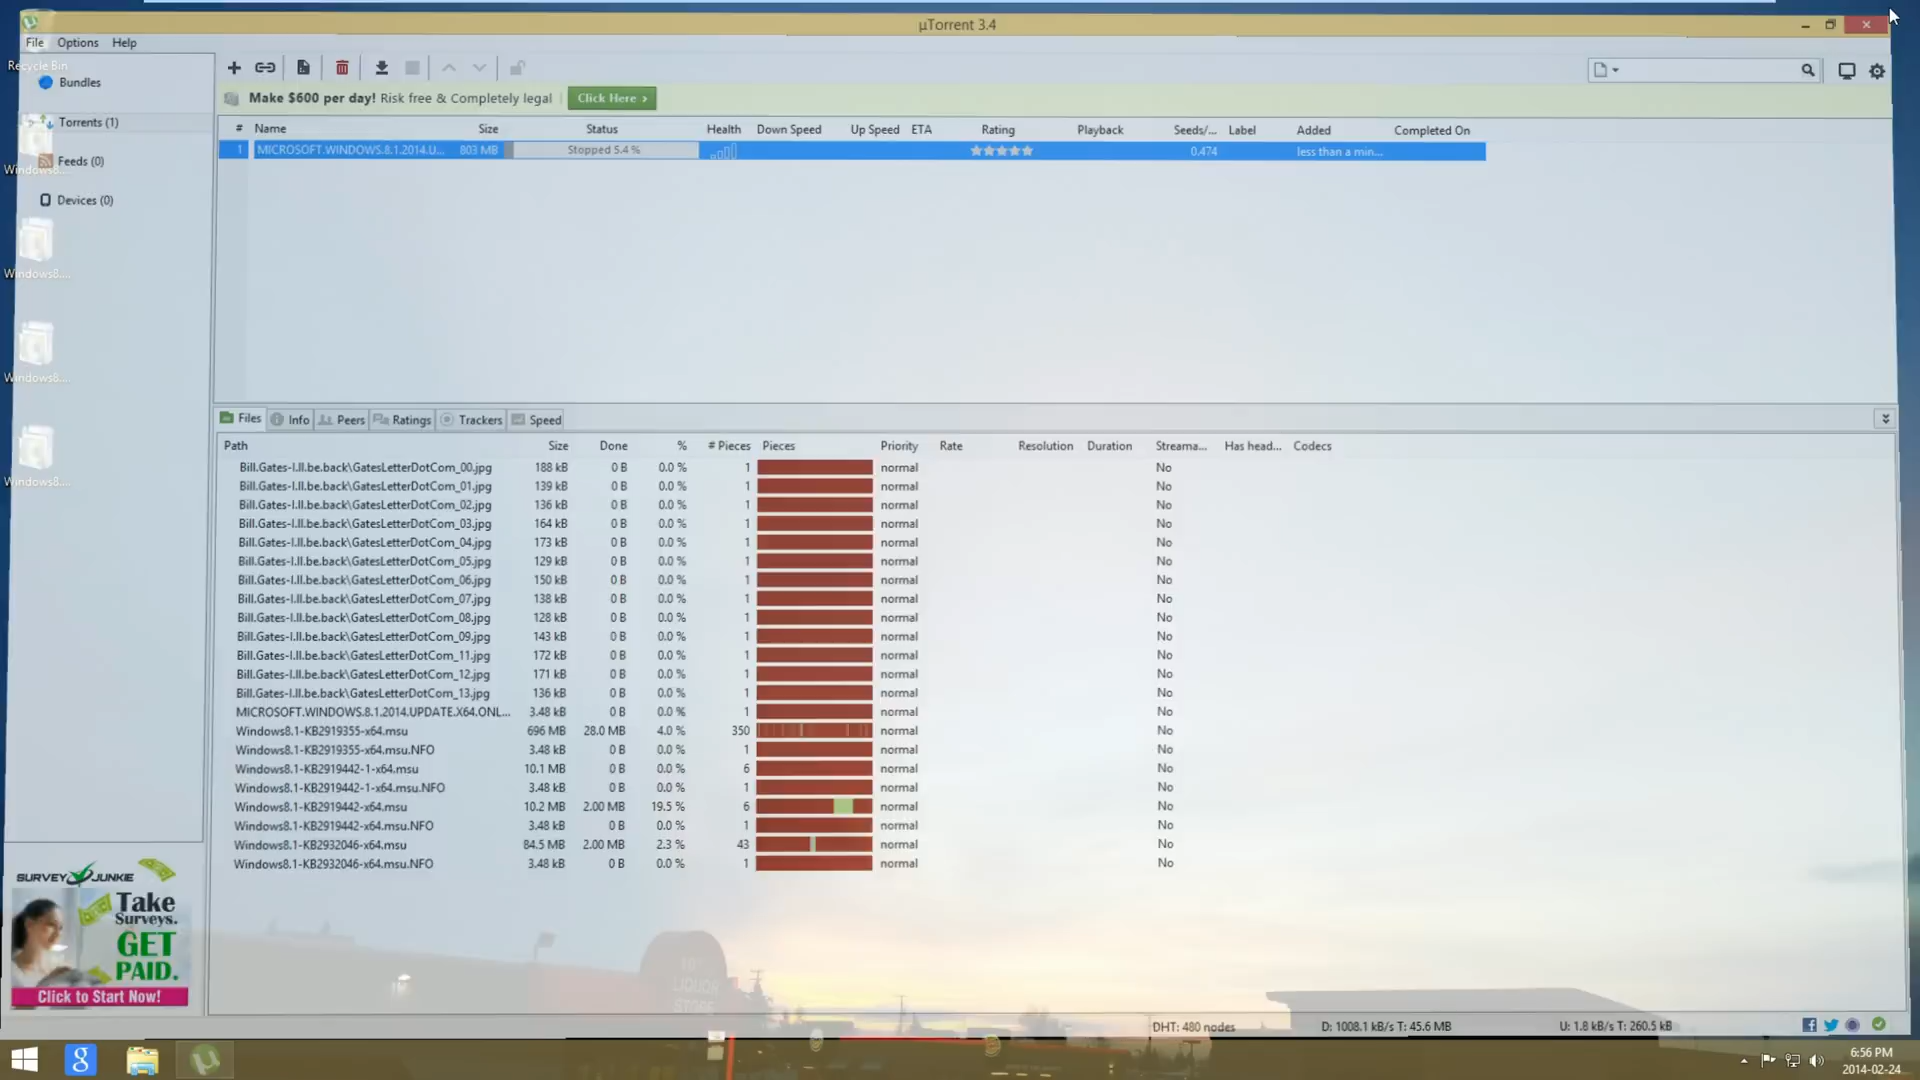 µTorrent 3.4
File Options Help
Recycle Bin
Bundles
Torrents (1)
Feeds (0)
Devices (0)
Windows8....
Windows8....
Windows8....
Windows8....
Make $600 per day! Risk free & Completely legal Click Here ›
# Name Size Status Health Down Speed Up Speed ETA Rating Playback Seeds/... Label Added Completed On
1 MICROSOFT.WINDOWS.8.1.2014.U... 803 MB Stopped 5.4 % 0.474 less than a min...
Files Info Peers Ratings Trackers Speed
Path Size Done % # Pieces Pieces Priority Rate Resolution Duration Streama... Has head... Codecs
Bill.Gates-I.ll.be.back\GatesLetterDotCom_00.jpg 188 kB 0 B 0.0 % 1 normal No
Bill.Gates-I.ll.be.back\GatesLetterDotCom_01.jpg 139 kB 0 B 0.0 % 1 normal No
Bill.Gates-I.ll.be.back\GatesLetterDotCom_02.jpg 136 kB 0 B 0.0 % 1 normal No
Bill.Gates-I.ll.be.back\GatesLetterDotCom_03.jpg 164 kB 0 B 0.0 % 1 normal No
Bill.Gates-I.ll.be.back\GatesLetterDotCom_04.jpg 173 kB 0 B 0.0 % 1 normal No
Bill.Gates-I.ll.be.back\GatesLetterDotCom_05.jpg 129 kB 0 B 0.0 % 1 normal No
Bill.Gates-I.ll.be.back\GatesLetterDotCom_06.jpg 150 kB 0 B 0.0 % 1 normal No
Bill.Gates-I.ll.be.back\GatesLetterDotCom_07.jpg 138 kB 0 B 0.0 % 1 normal No
Bill.Gates-I.ll.be.back\GatesLetterDotCom_08.jpg 128 kB 0 B 0.0 % 1 normal No
Bill.Gates-I.ll.be.back\GatesLetterDotCom_09.jpg 143 kB 0 B 0.0 % 1 normal No
Bill.Gates-I.ll.be.back\GatesLetterDotCom_11.jpg 172 kB 0 B 0.0 % 1 normal No
Bill.Gates-I.ll.be.back\GatesLetterDotCom_12.jpg 171 kB 0 B 0.0 % 1 normal No
Bill.Gates-I.ll.be.back\GatesLetterDotCom_13.jpg 136 kB 0 B 0.0 % 1 normal No
MICROSOFT.WINDOWS.8.1.2014.UPDATE.X64.ONL... 3.48 kB 0 B 0.0 % 1 normal No
Windows8.1-KB2919355-x64.msu 696 MB 28.0 MB 4.0 % 350 normal No
Windows8.1-KB2919355-x64.msu.NFO 3.48 kB 0 B 0.0 % 1 normal No
Windows8.1-KB2919442-1-x64.msu 10.1 MB 0 B 0.0 % 6 normal No
Windows8.1-KB2919442-1-x64.msu.NFO 3.48 kB 0 B 0.0 % 1 normal No
Windows8.1-KB2919442-x64.msu 10.2 MB 2.00 MB 19.5 % 6 normal No
Windows8.1-KB2919442-x64.msu.NFO 3.48 kB 0 B 0.0 % 1 normal No
Windows8.1-KB2932046-x64.msu 84.5 MB 2.00 MB 2.3 % 43 normal No
Windows8.1-KB2932046-x64.msu.NFO 3.48 kB 0 B 0.0 % 1 normal No
SURVEY JUNKIE
Take
Surveys.
GET
PAID.
Click to Start Now!
LIQUOR
STORE
DHT: 480 nodes D: 1008.1 kB/s T: 45.6 MB U: 1.8 kB/s T: 260.5 kB
6:56 PM
2014-02-24